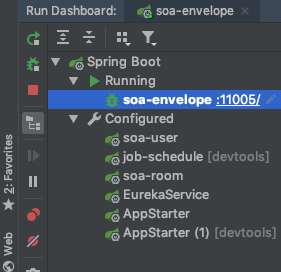 Run Dashboard: soa-envelope
Spring Boot
Running
soa-envelope :11005/
Configured
soa-user
job-schedule [devtools]
soa-room
EurekaService
AppStarter
AppStarter (1) [devtools]
2: Favorites
Web